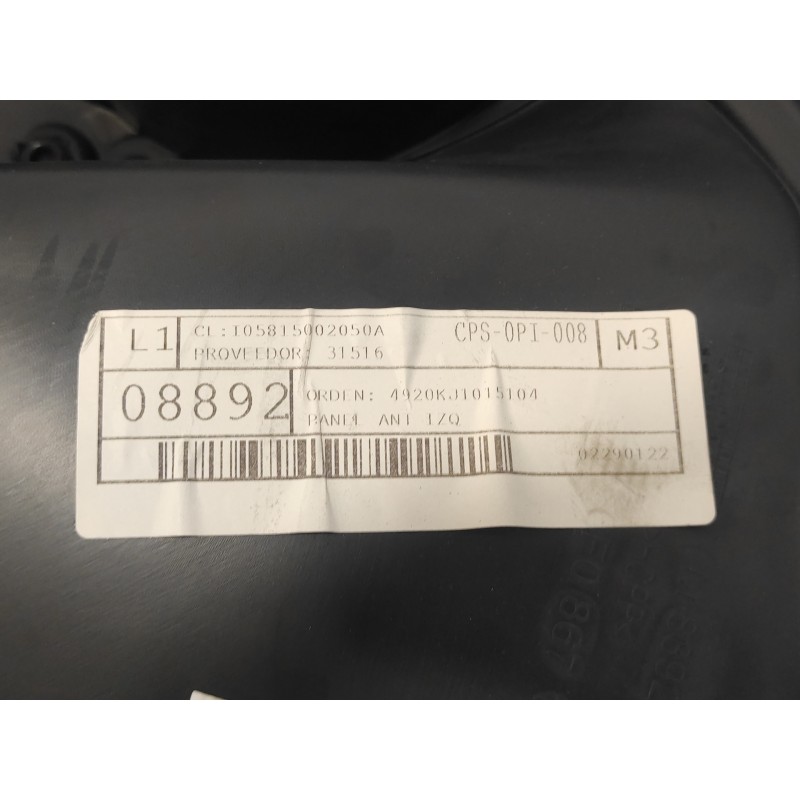 L1
CL:I05815002050A
CPS-OPI-008
M3
PROVEEDOR: 31516
08892
ORDEN: 4920KJ1015104
PANEL ANT IZQ
02290122